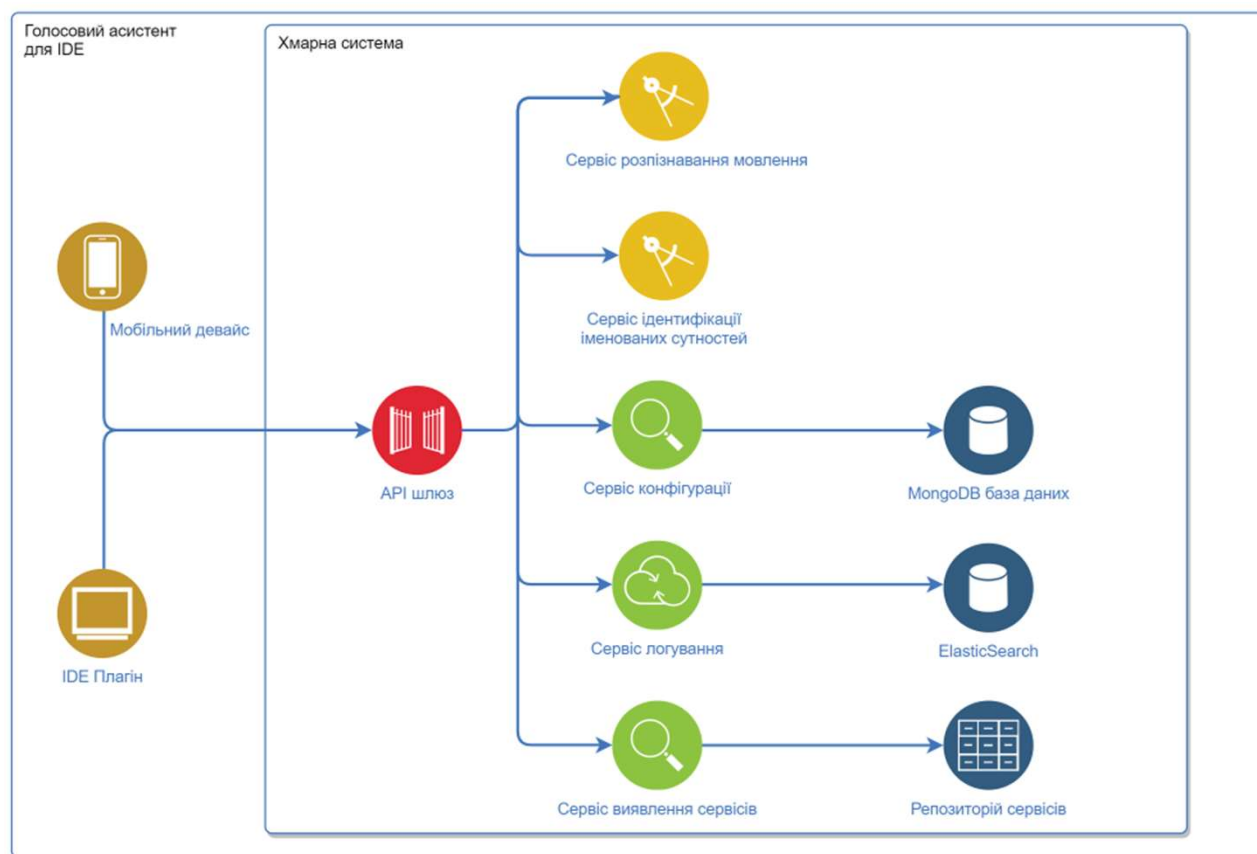 Голосовий асистент
для IDE
Хмарна система
Сервіс розпізнавання мовлення
Мобільний девайс
Сервіс ідентифікації
іменованих сутностей
API шлюз
Сервіс конфігурації
MongoDB база даних
Сервіс логування
ElasticSearch
IDE Плагін
Сервіс виявлення сервісів
Репозиторій сервісів